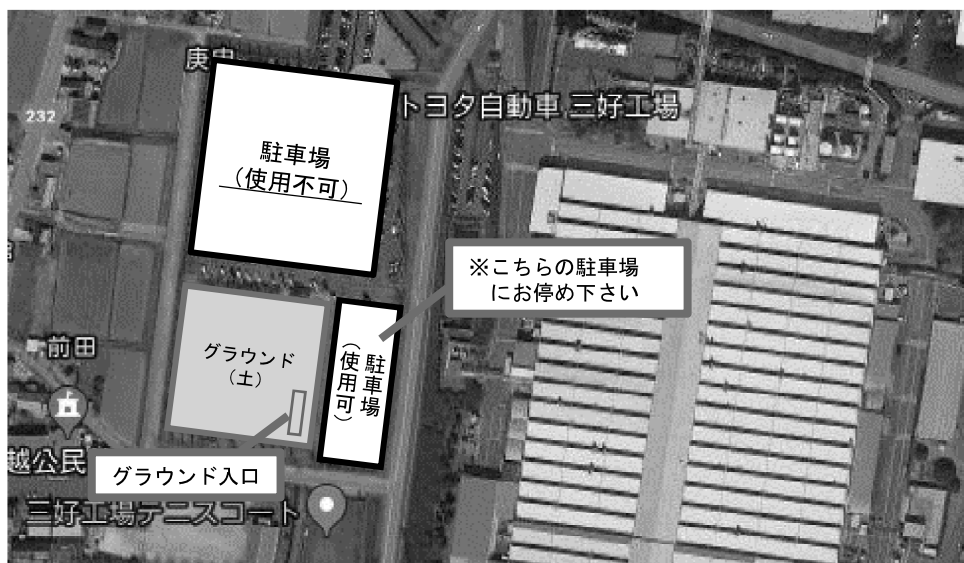 庚申
232
トヨタ自動車 三好工場
駐車場
（使用不可）
※こちらの駐車場
にお停め下さい
前田
グラウンド
（土）
駐車場
（使用可）
越公民
グラウンド入口
三好工場テニスコート